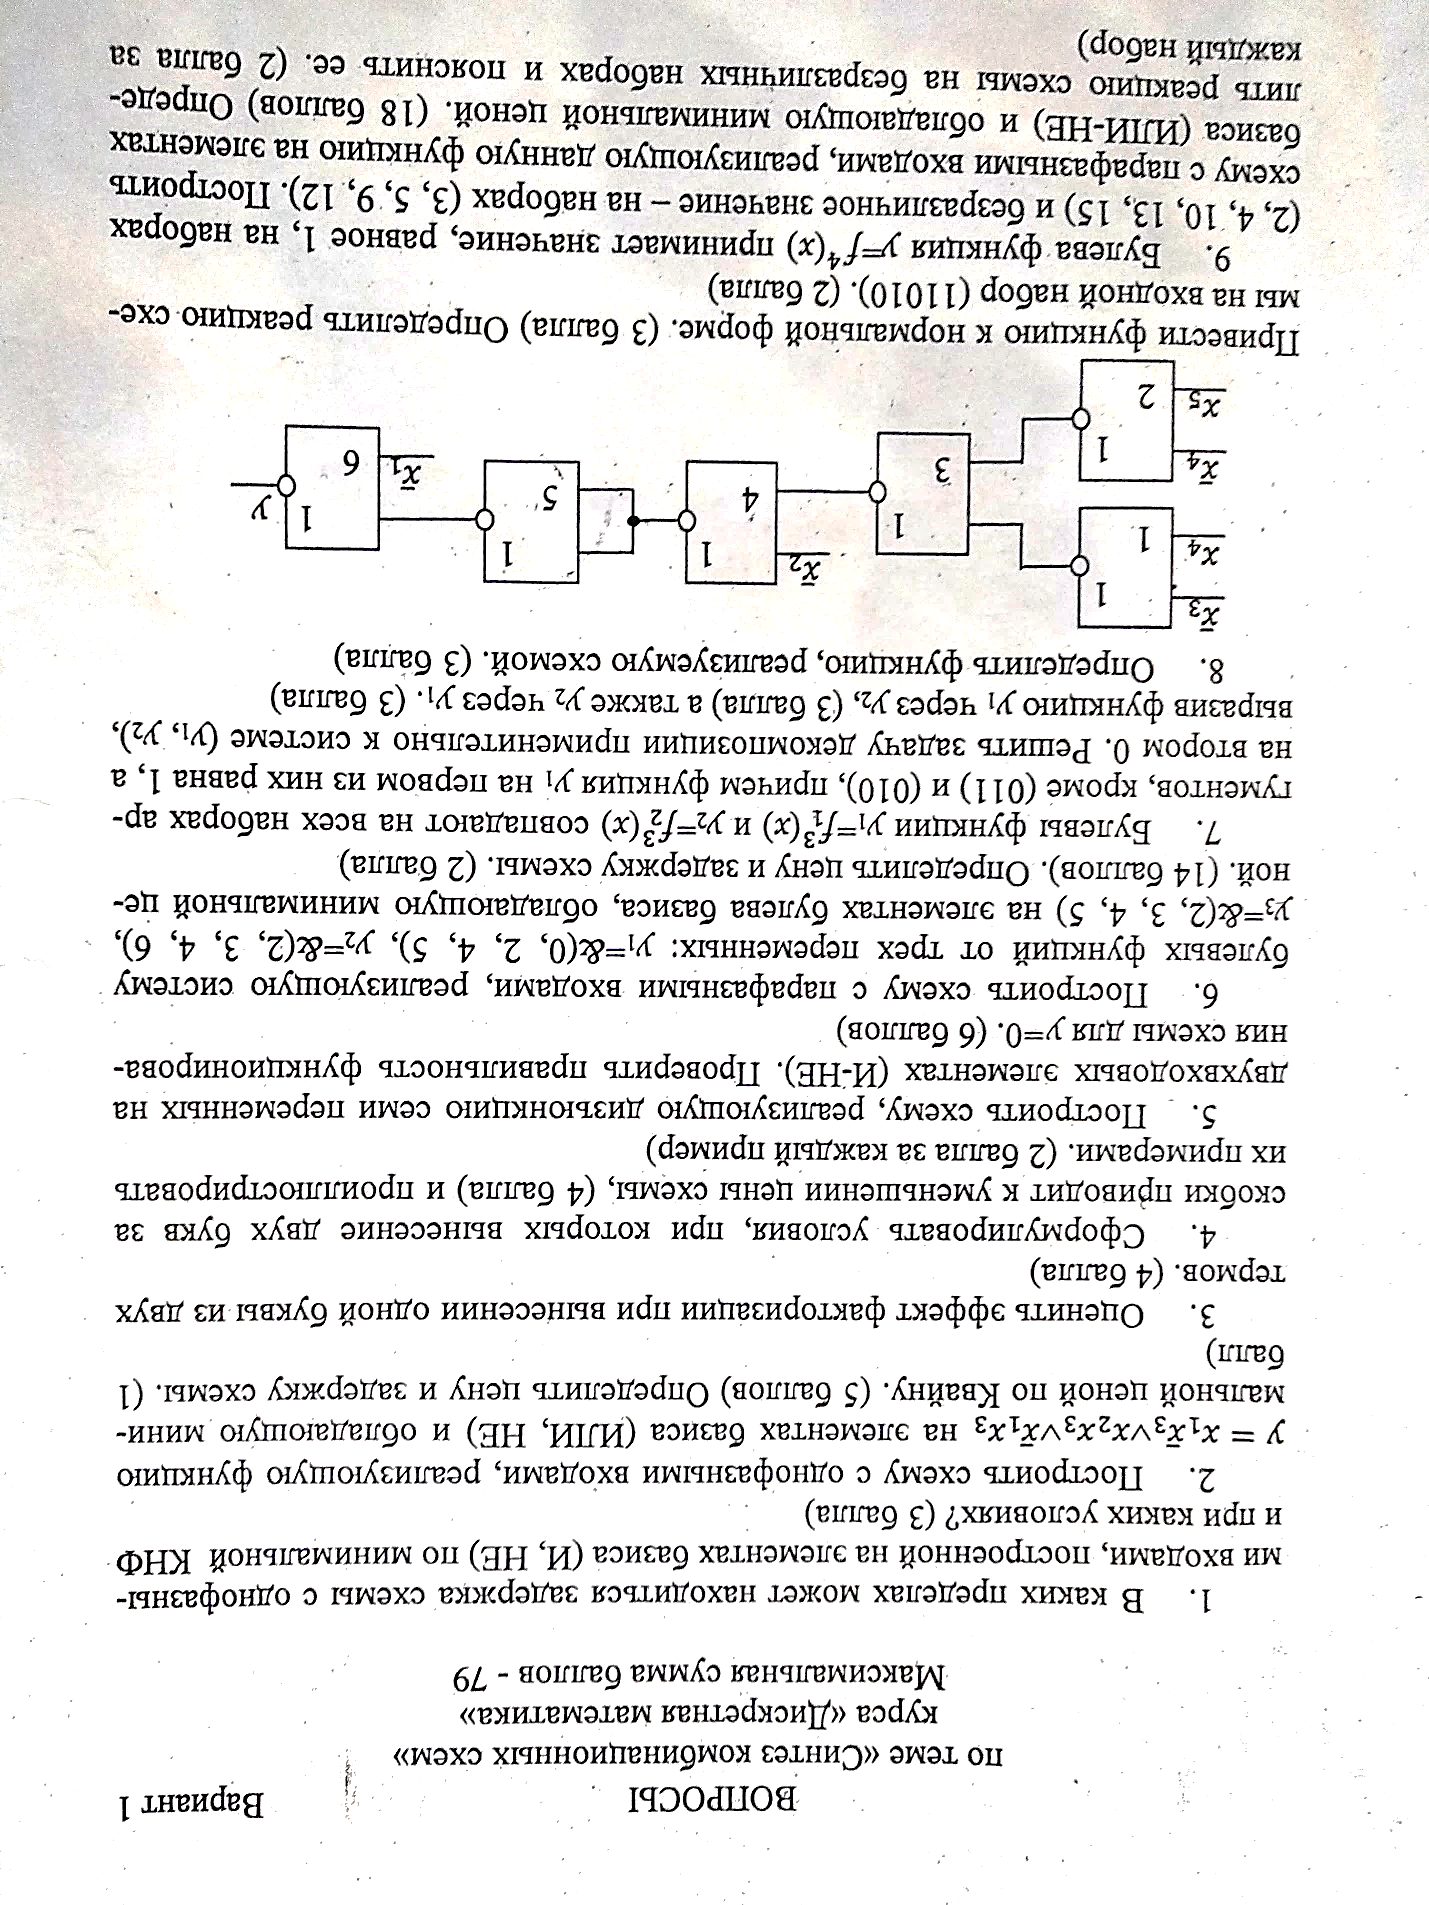 ВОПРОСЫ Вариант 1
по теме «Синтез комбинационных схем»
курса «Дискретная математика»
Максимальная сумма баллов - 79
1. В каких пределах может находиться задержка схемы с однофазны-
ми входами, построенной на элементах базиса (И, НЕ) по минимальной КНФ
и при каких условиях? (3 балла)
2. Построить схему с однофазными входами, реализующую функцию
y = x₁x̄₃∨x₂x₃∨x̄₁x₃ на элементах базиса (ИЛИ, НЕ) и обладающую мини-
мальной ценой по Квайну. (5 баллов) Определить цену и задержку схемы. (1
балл)
3. Оценить эффект факторизации при вынесении одной буквы из двух
термов. (4 балла)
4. Сформулировать условия, при которых вынесение двух букв за
скобки приводит к уменьшении цены схемы, (4 балла) и проиллюстрировать
их примерами. (2 балла за каждый пример)
5. Построить схему, реализующую дизъюнкцию семи переменных на
двухвходовых элементах (И-НЕ). Проверить правильность функционирова-
ния схемы для y=0. (6 баллов)
6. Построить схему с парафазными входами, реализующую систему
булевых функций от трех переменных: y₁=&(0, 2, 4, 5), y₂=&(2, 3, 4, 6),
y₃=&(2, 3, 4, 5) на элементах булева базиса, обладающую минимальной це-
ной. (14 баллов). Определить цену и задержку схемы. (2 балла)
7. Булевы функции y₁=f₁³(x) и y₂=f₂³(x) совпадают на всех наборах ар-
гументов, кроме (011) и (010), причем функция y₁ на первом из них равна 1, а
на втором 0. Решить задачу декомпозиции применительно к системе (y₁, y₂),
выразив функцию y₁ через y₂, (3 балла) а также y₂ через y₁. (3 балла)
8. Определить функцию, реализуемую схемой. (3 балла)
x̄₃
x₄
1
1
x̄₄
x₅
1
2
1
3
x̄₂
1
4
1
5
x̄₁
1
6
y
Привести функцию к нормальной форме. (3 балла) Определить реакцию схе-
мы на входной набор (11010). (2 балла)
9. Булева функция y=f⁴(x) принимает значение, равное 1, на наборах
(2, 4, 10, 13, 15) и безразличное значение – на наборах (3, 5, 9, 12). Построить
схему с парафазными входами, реализующую данную функцию на элементах
базиса (ИЛИ-НЕ) и обладающую минимальной ценой. (18 баллов) Опреде-
лить реакцию схемы на безразличных наборах и пояснить ее. (2 балла за
каждый набор)